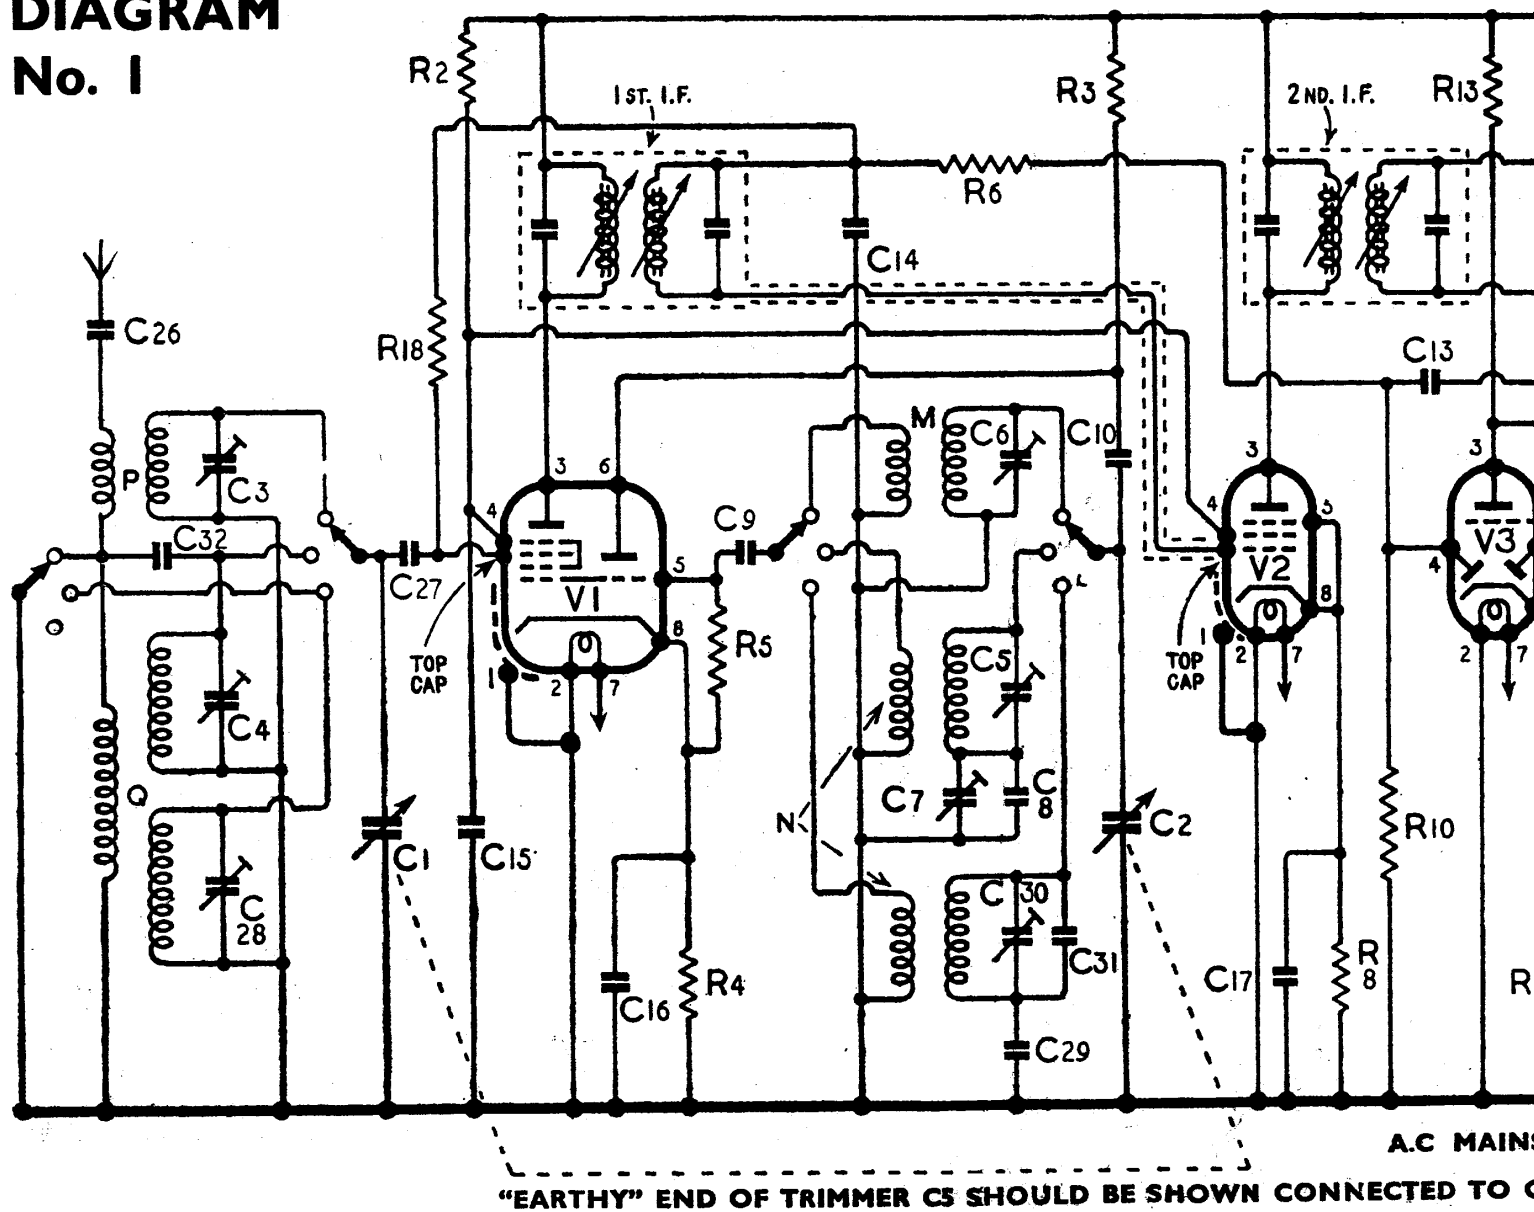 DIAGRAM
No. 1
R2
1ST. I.F.
R3
2ND. I.F.
R13
R6
C14
C26
R18
C13
P
C3
M
C6
C10
3
6
3
3
4
C9
4
5
C32
5
V3
C27
V1
V2
4
8
8
R5
C5
TOP
CAP
1
2
7
TOP
CAP
1
2
7
2
7
C4
Q
C7
C
8
N
C2
R10
C1
C15
C
28
C
30
C31
C16
R4
C17
R
8
R
C29
A.C MAINS
"EARTHY" END OF TRIMMER C5 SHOULD BE SHOWN CONNECTED TO